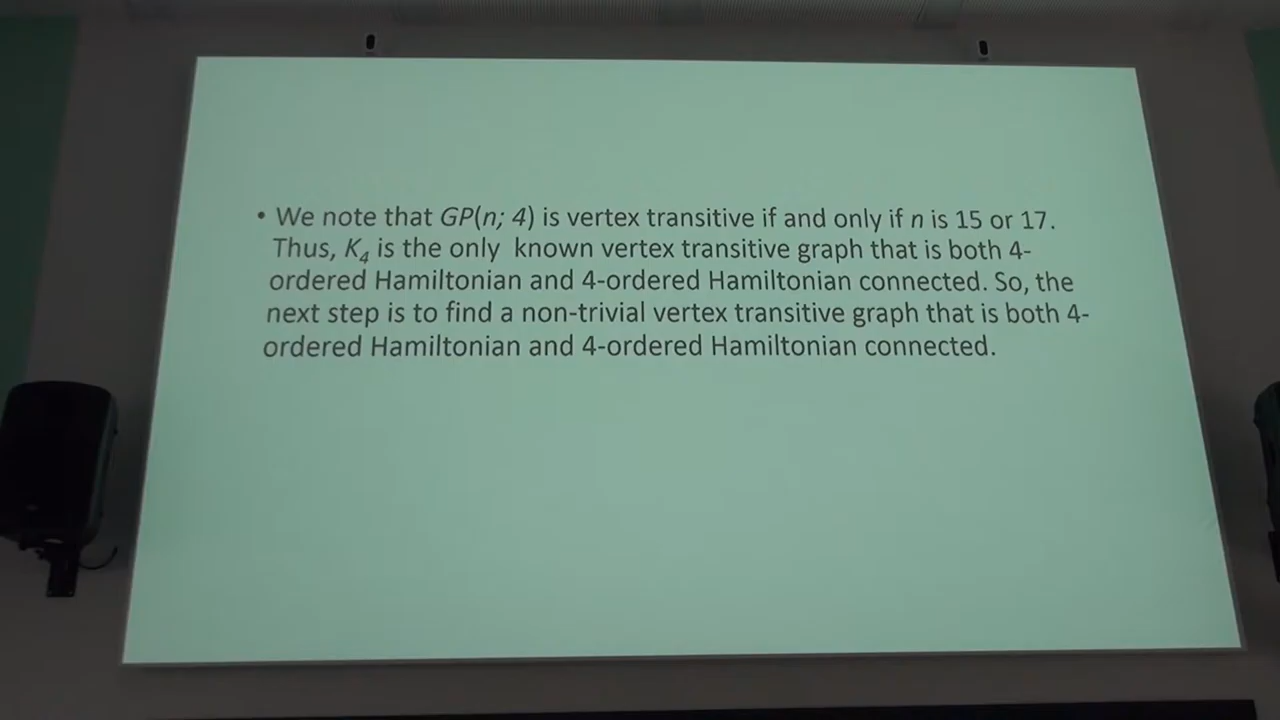 • We note that GP(n; 4) is vertex transitive if and only if n is 15 or 17.
Thus, K₄ is the only known vertex transitive graph that is both 4-
ordered Hamiltonian and 4-ordered Hamiltonian connected. So, the
next step is to find a non-trivial vertex transitive graph that is both 4-
ordered Hamiltonian and 4-ordered Hamiltonian connected.